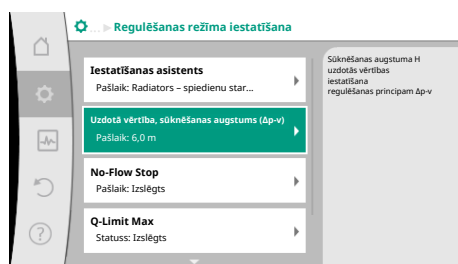 ... Regulēšanas režīma iestatīšana
Iestatīšanas asistents
Pašlaik: Radiators – spiedienu star...
Uzdotā vērtība, sūknēšanas augstums (Δp-v)
Pašlaik: 6,0 m
No-Flow Stop
Pašlaik: Izslēgts
Q-Limit Max
Statuss: Izslēgts
Sūknēšanas augstuma H
uzdotās vērtības
iestatīšana
regulēšanas principam Δp-v
?